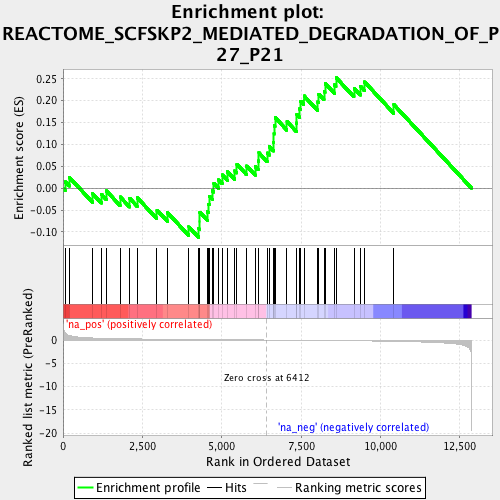 Enrichment plot:
REACTOME_SCFSKP2_MEDIATED_DEGRADATION_OF_P
27_P21
Enrichment score (ES)
0.25
0.20
0.15
0.10
0.05
0.00
-0.05
-0.10
'na_pos' (positively correlated)
Ranked list metric (PreRanked)
0
-5
-10
-15
-20
Zero cross at 6412
'na_neg' (negatively correlated)
0
2,500
5,000
7,500
10,000
12,500
Rank in Ordered Dataset
Enrichment profile
Hits
Ranking metric scores